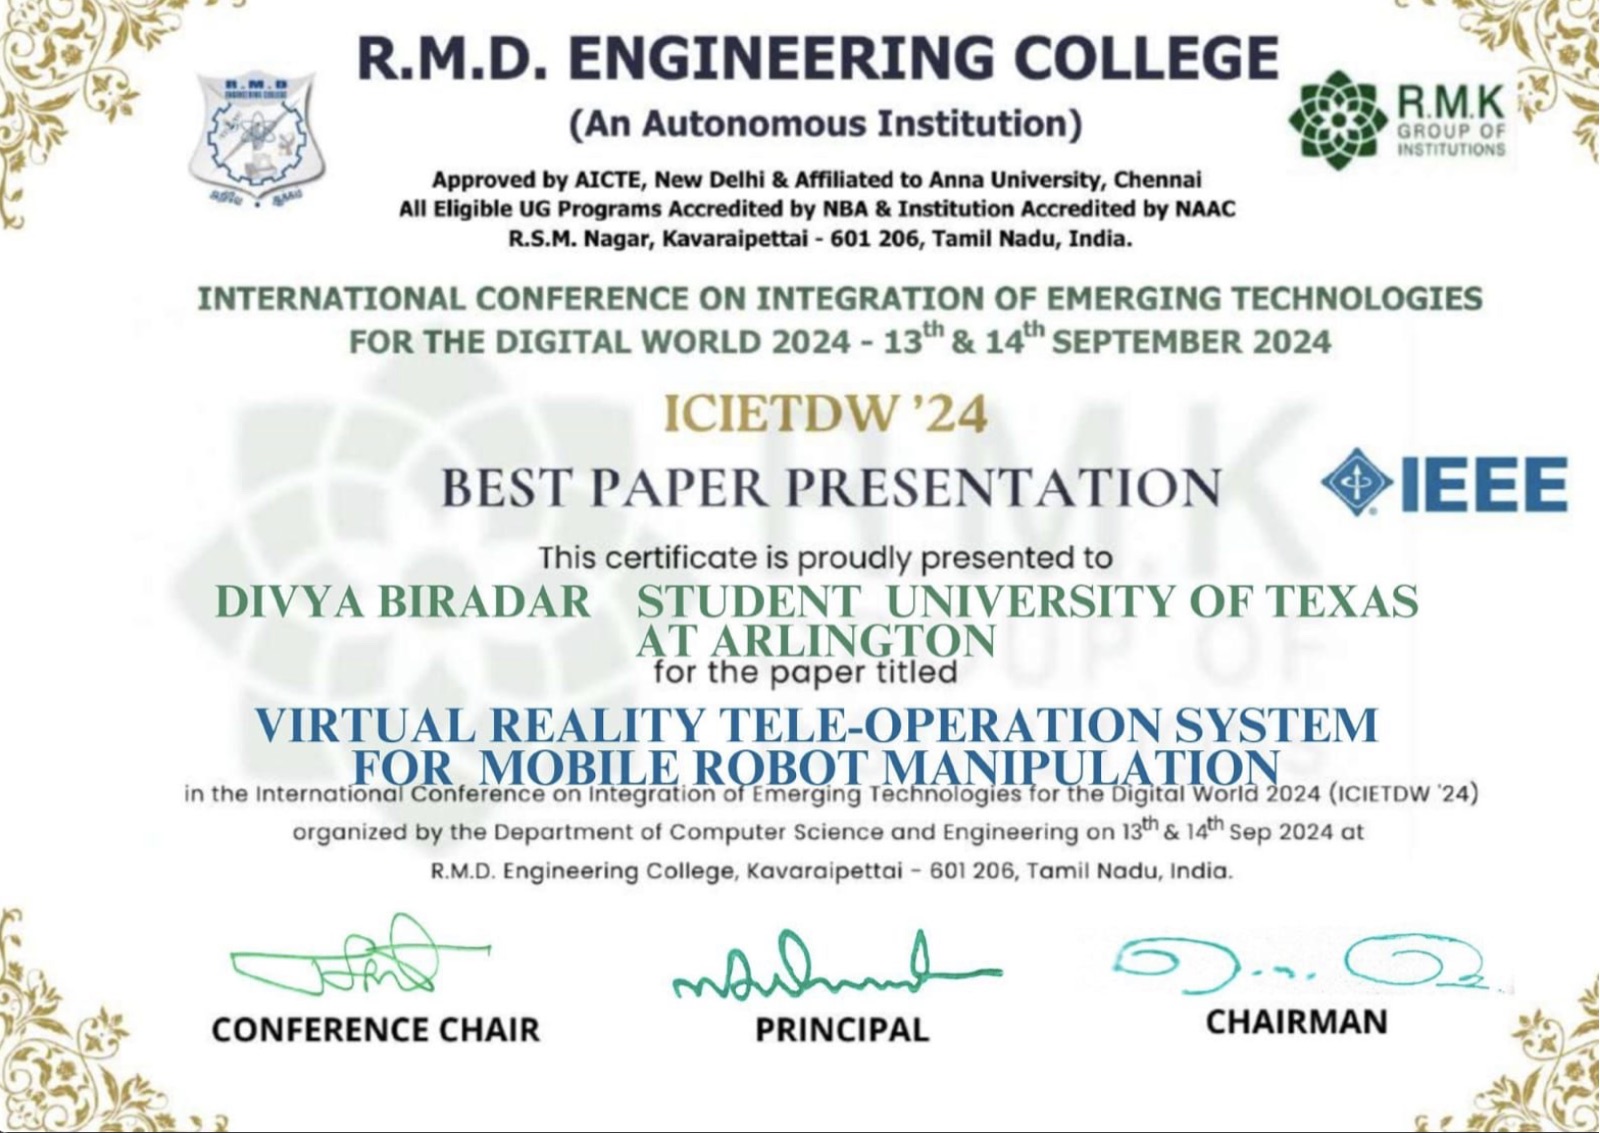 R.M.D. ENGINEERING COLLEGE
(An Autonomous Institution)
R.M.D
ENGINEERING COLLEGE
R.M.K
GROUP OF
INSTITUTIONS
Approved by AICTE, New Delhi & Affiliated to Anna University, Chennai
All Eligible UG Programs Accredited by NBA & Institution Accredited by NAAC
R.S.M. Nagar, Kavaraipettai - 601 206, Tamil Nadu, India.
INTERNATIONAL CONFERENCE ON INTEGRATION OF EMERGING TECHNOLOGIES
FOR THE DIGITAL WORLD 2024 - 13th & 14th SEPTEMBER 2024
ICIETDW '24
BEST PAPER PRESENTATION
IEEE
This certificate is proudly presented to
DIVYA BIRADAR STUDENT UNIVERSITY OF TEXAS
AT ARLINGTON
for the paper titled
VIRTUAL REALITY TELE-OPERATION SYSTEM
FOR MOBILE ROBOT MANIPULATION
in the International Conference on Integration of Emerging Technologies for the Digital World 2024 (ICIETDW '24)
organized by the Department of Computer Science and Engineering on 13th & 14th Sep 2024 at
R.M.D. Engineering College, Kavaraipettai - 601 206, Tamil Nadu, India.
CONFERENCE CHAIR
PRINCIPAL
CHAIRMAN